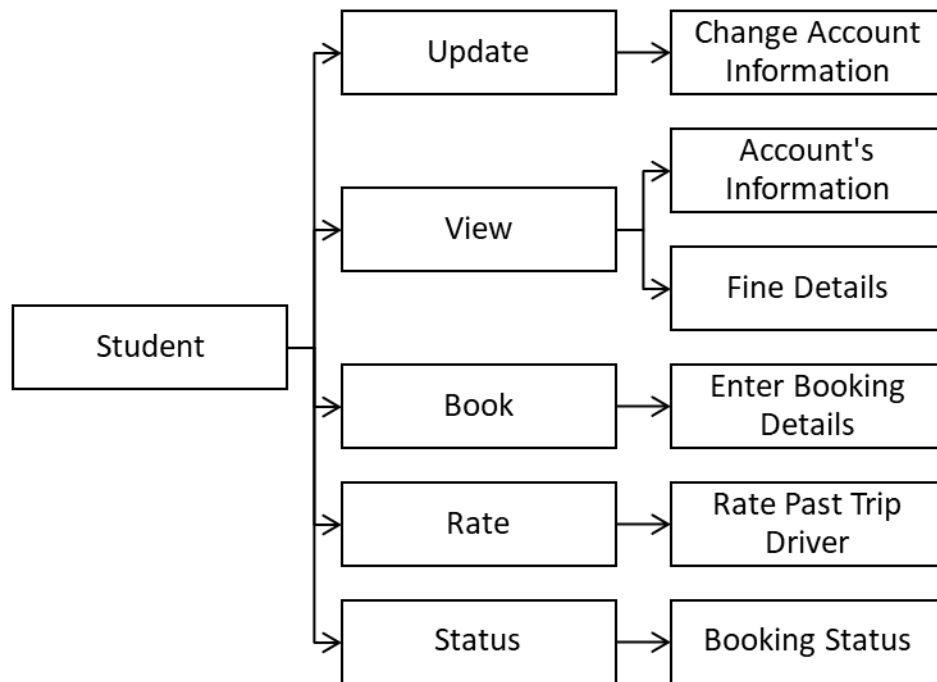 Update
Change Account
Information
View
Account's
Information
Fine Details
Student
Book
Enter Booking
Details
Rate
Rate Past Trip
Driver
Status
Booking Status